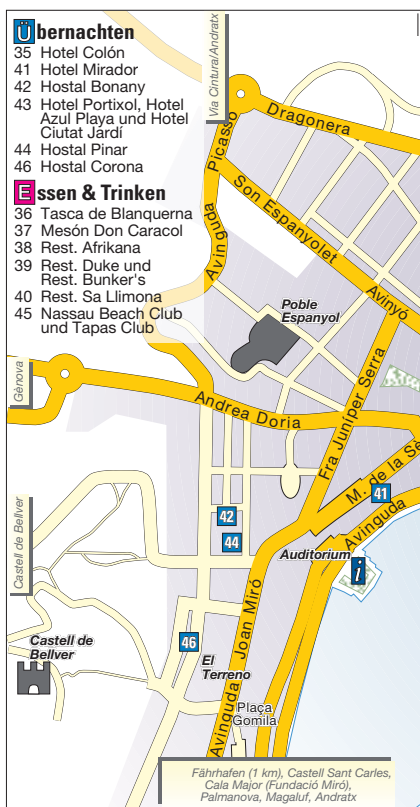 Übernachten
35 Hotel Colón
41 Hotel Mirador
42 Hostal Bonany
43 Hotel Portixol, Hotel
Azul Playa und Hotel
Ciutat Jardí
44 Hostal Pinar
46 Hostal Corona
Essen & Trinken
36 Tasca de Blanquerna
37 Mesón Don Caracol
38 Rest. Afrikana
39 Rest. Duke und
Rest. Bunker's
40 Rest. Sa Llimona
45 Nassau Beach Club
und Tapas Club
Via Cintura/Andratx
Dragonera
Avinguda Picasso
Son Espanyolet
Avinyó
Poble
Espanyol
Génova
Andrea Doria
Fra Juníper Serra
M. de la Se
41
Avinguda
42
44
Auditorium
i
Castell de Bellver
Castell de
Bellver
46
El
Terreno
Avinguda Joan Miró
Plaça
Gomila
Fährhafen (1 km), Castell Sant Carles,
Cala Major (Fundació Miró),
Palmanova, Magaluf, Andratx